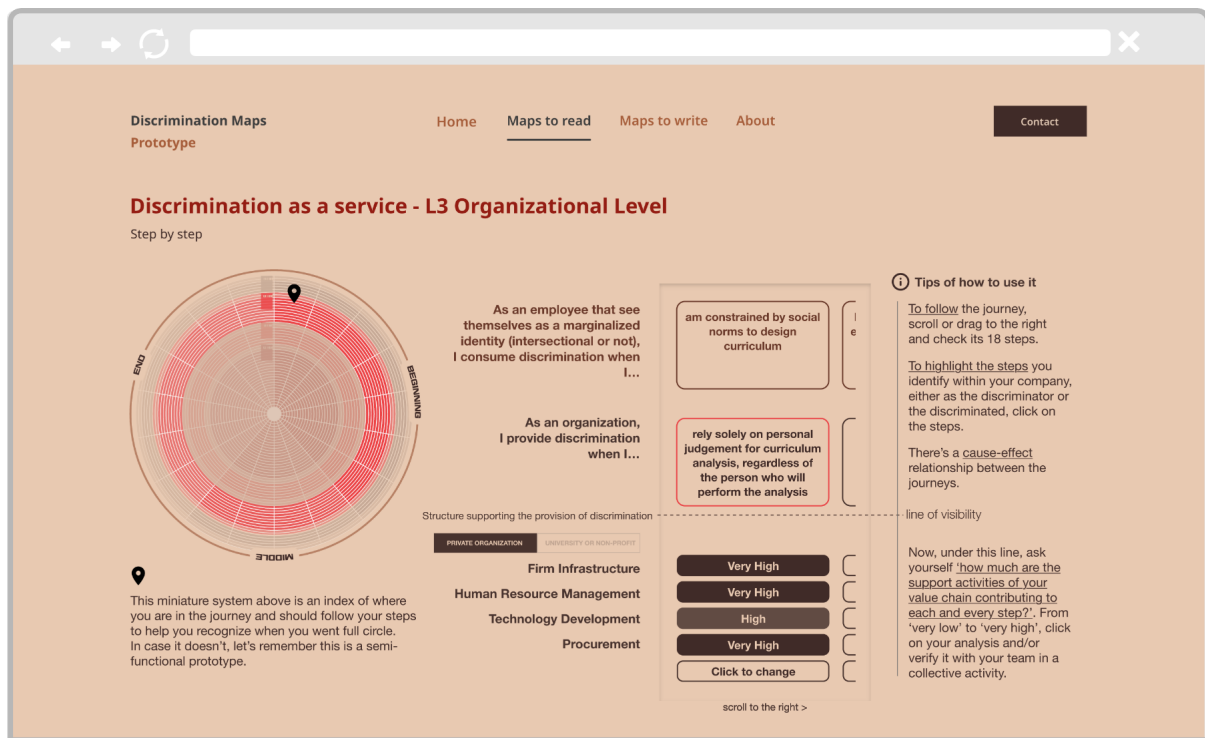 Discrimination Maps
Prototype
Home
Maps to read
Maps to write
About
Contact
Discrimination as a service - L3 Organizational Level
Step by step
END
BEGINNING
MIDDLE
This miniature system above is an index of where
you are in the journey and should follow your steps
to help you recognize when you went full circle.
In case it doesn't, let's remember this is a semi-
functional prototype.
As an employee that see
themselves as a marginalized
identity (intersectional or not),
I consume discrimination when
I...
am constrained by social
norms to design
curriculum
As an organization,
I provide discrimination
when I...
rely solely on personal
judgement for curriculum
analysis, regardless of
the person who will
perform the analysis
Structure supporting the provision of discrimination
line of visibility
PRIVATE ORGANIZATION
UNIVERSITY OR NON-PROFIT
Firm Infrastructure
Very High
Human Resource Management
Very High
Technology Development
High
Procurement
Very High
Click to change
scroll to the right >
Tips of how to use it
To follow the journey,
scroll or drag to the right
and check its 18 steps.
To highlight the steps you
identify within your company,
either as the discriminator or
the discriminated, click on
the steps.
There's a cause-effect
relationship between the
journeys.
Now, under this line, ask
yourself 'how much are the
support activities of your
value chain contributing to
each and every step?'. From
'very low' to 'very high', click
on your analysis and/or
verify it with your team in a
collective activity.